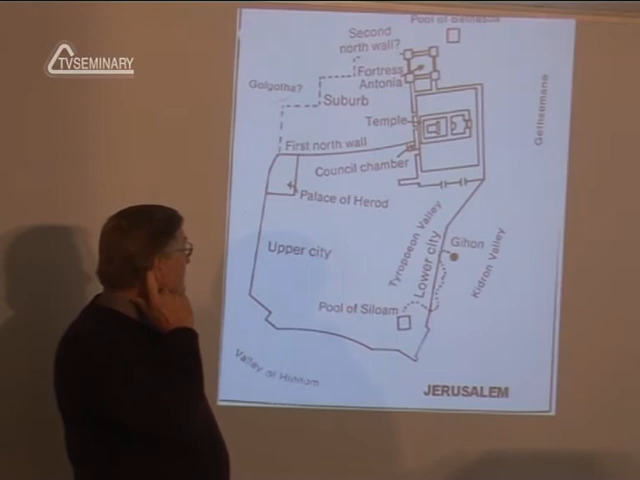 TVSEMINARY
Pool of Bethesda
Second
north wall?
Fortress
Antonia
Golgotha?
Suburb
Gethsemane
Temple
First north wall
Council chamber
Palace of Herod
Tyropoeon Valley
Lower city
Gihon
Kidron Valley
Upper city
Pool of Siloam
Valley of Hinnom
JERUSALEM